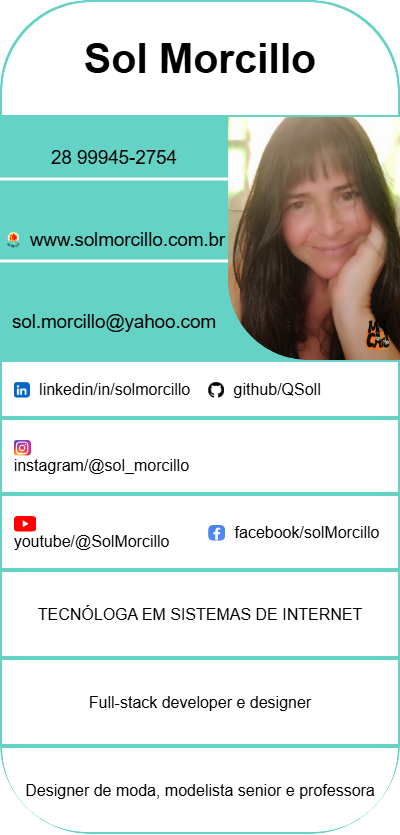 Sol Morcillo
28 99945-2754
www.solmorcillo.com.br
sol.morcillo@yahoo.com
linkedin/in/solmorcillo
github/QSoll
instagram/@sol_morcillo
youtube/@SolMorcillo
facebook/solMorcillo
TECNÓLOGA EM SISTEMAS DE INTERNET
Full-stack developer e designer
Designer de moda, modelista senior e professora